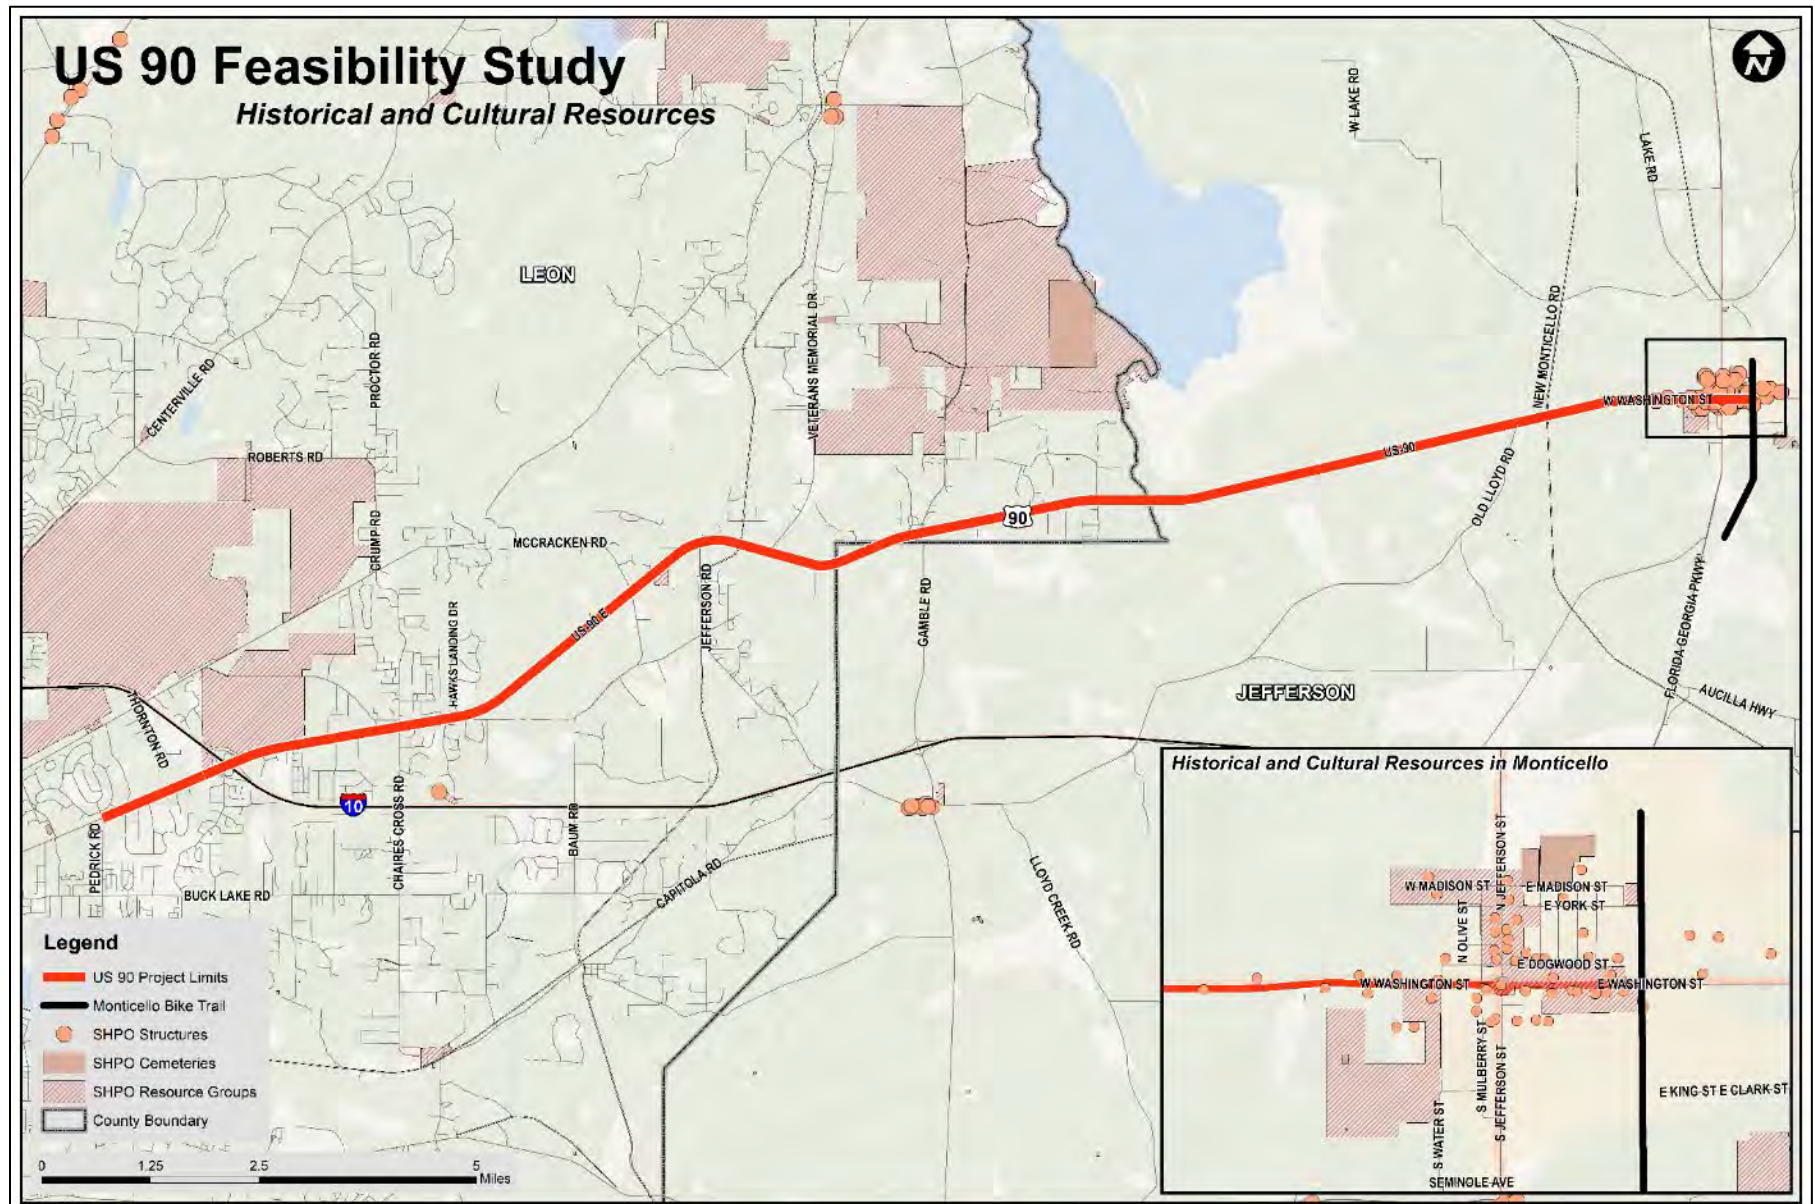 US 90 Feasibility Study
Historical and Cultural Resources
N
W LAKE RD
LAKE RD
LEON
CENTERVILLE RD
PROCTOR RD
VETERANS MEMORIAL DR
NEW MONTICELLO RD
W WASHINGTON ST
ROBERTS RD
US-90
OLD LLOYD RD
90
CRUMP RD
MCCRACKEN RD
JEFFERSON RD
GAMBLE RD
US-90 E
HAWKS LANDING DR
FLORIDA GEORGIA PKWY
THORNTON RD
JEFFERSON
AUCILLA HWY
10
PEDRICK RD
CHAIRES CROSS RD
BAUM RD
BUCK LAKE RD
CAPITOLA RD
LLOYD CREEK RD
Legend
US 90 Project Limits
Monticello Bike Trail
SHPO Structures
SHPO Cemeteries
SHPO Resource Groups
County Boundary
0 1.25 2.5 5
Miles
Historical and Cultural Resources in Monticello
N JEFFERSON ST
W MADISON ST
E MADISON ST
E YORK ST
N OLIVE ST
E DOGWOOD ST
W WASHINGTON ST
E WASHINGTON ST
S MULBERRY ST
S JEFFERSON ST
S WATER ST
E KING ST E CLARK ST
SEMINOLE AVE